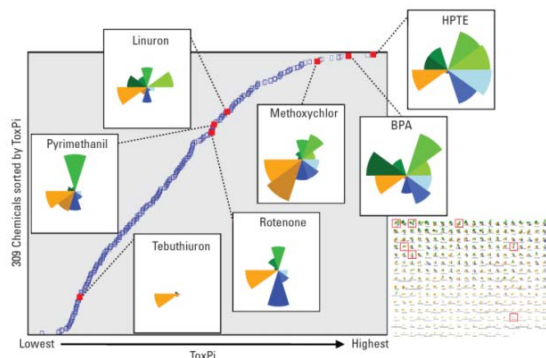 HPTE
Linuron
Methoxychlor
BPA
Pyrimethanil
Rotenone
Tebuthiuron
309 Chemicals sorted by ToxPi
Lowest
Highest
ToxPi